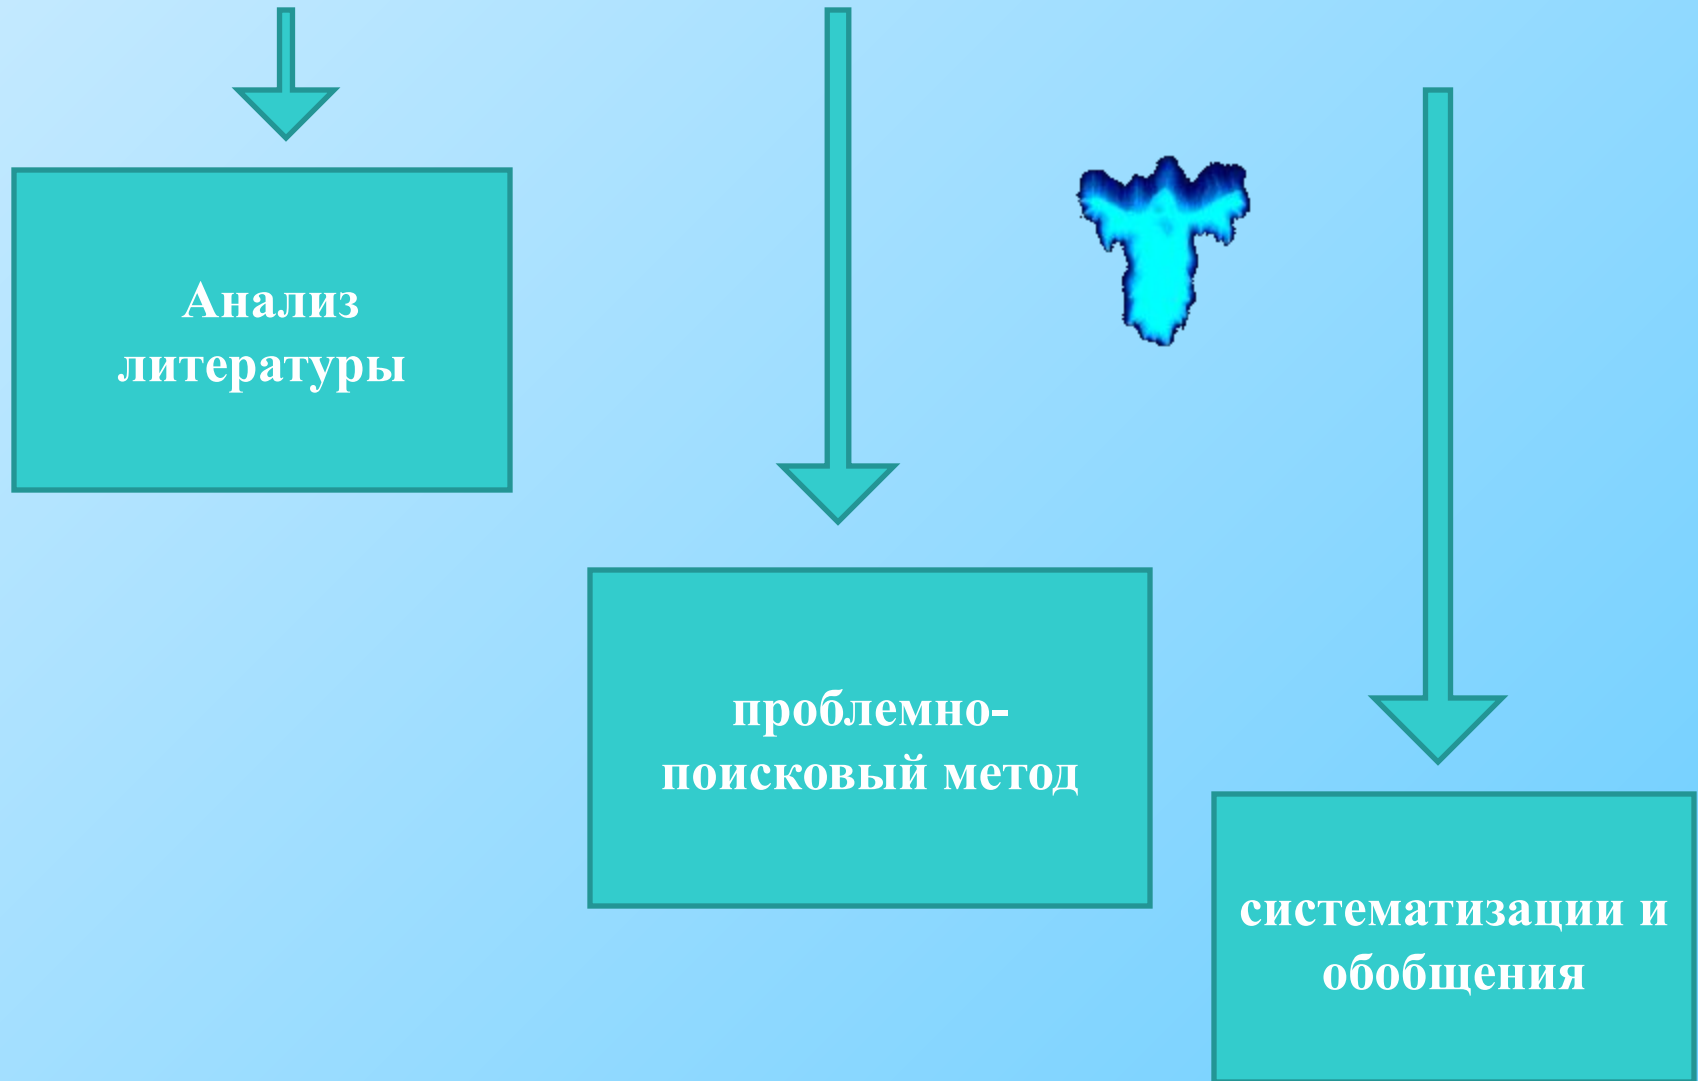 Анализ
литературы
проблемно-
поисковый метод
систематизации и
обобщения